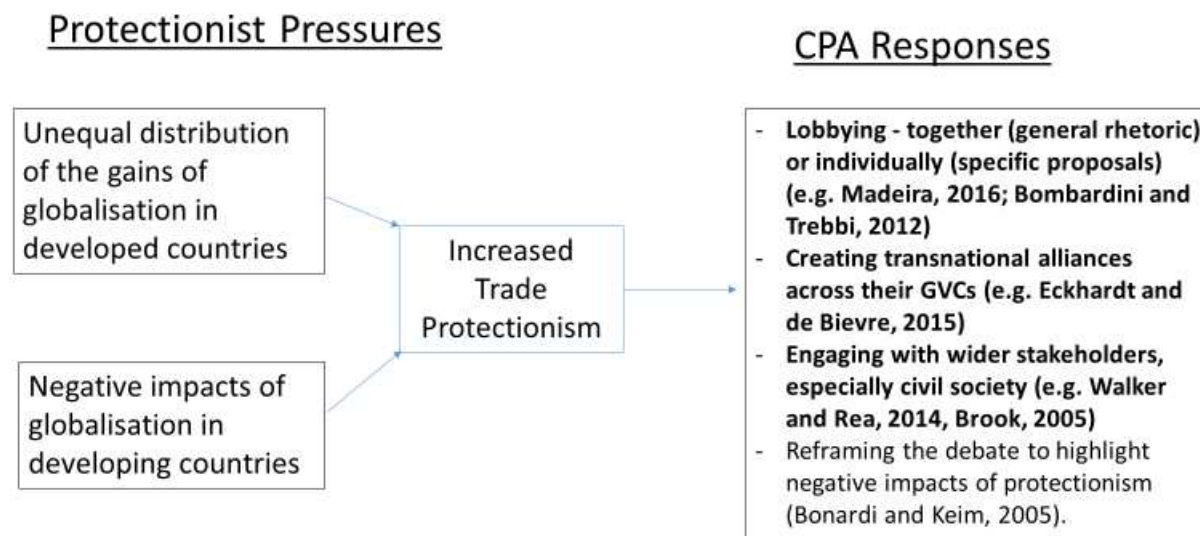 Protectionist Pressures
CPA Responses
Unequal distribution
of the gains of
globalisation in
developed countries
Negative impacts of
globalisation in
developing countries
Increased
Trade
Protectionism
- Lobbying - together (general rhetoric)
or individually (specific proposals)
(e.g. Madeira, 2016; Bombardini and
Trebbi, 2012)
- Creating transnational alliances
across their GVCs (e.g. Eckhardt and
de Bievre, 2015)
- Engaging with wider stakeholders,
especially civil society (e.g. Walker
and Rea, 2014, Brook, 2005)
- Reframing the debate to highlight
negative impacts of protectionism
(Bonardi and Keim, 2005).